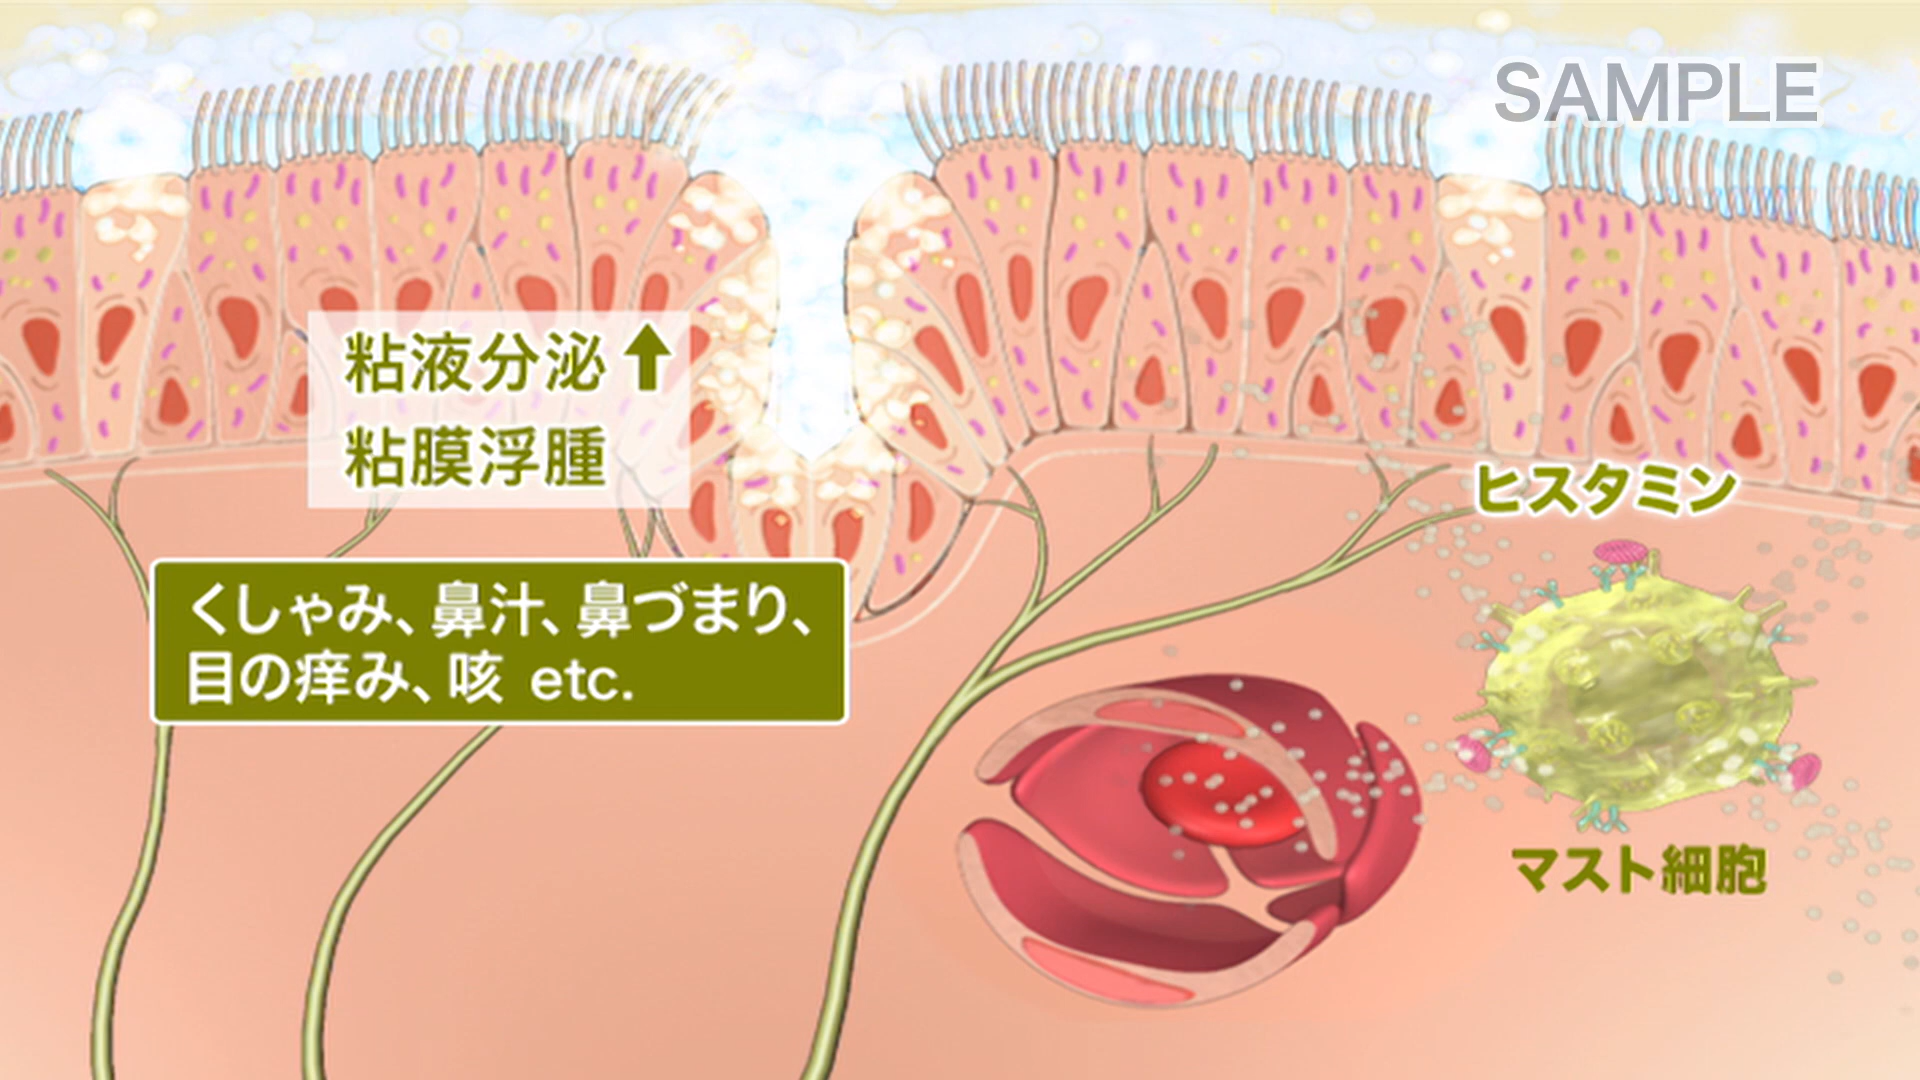 SAMPLE
粘液分泌↑
粘膜浮腫
ヒスタミン
くしゃみ、鼻汁、鼻づまり、
目の痒み、咳 etc.
マスト細胞